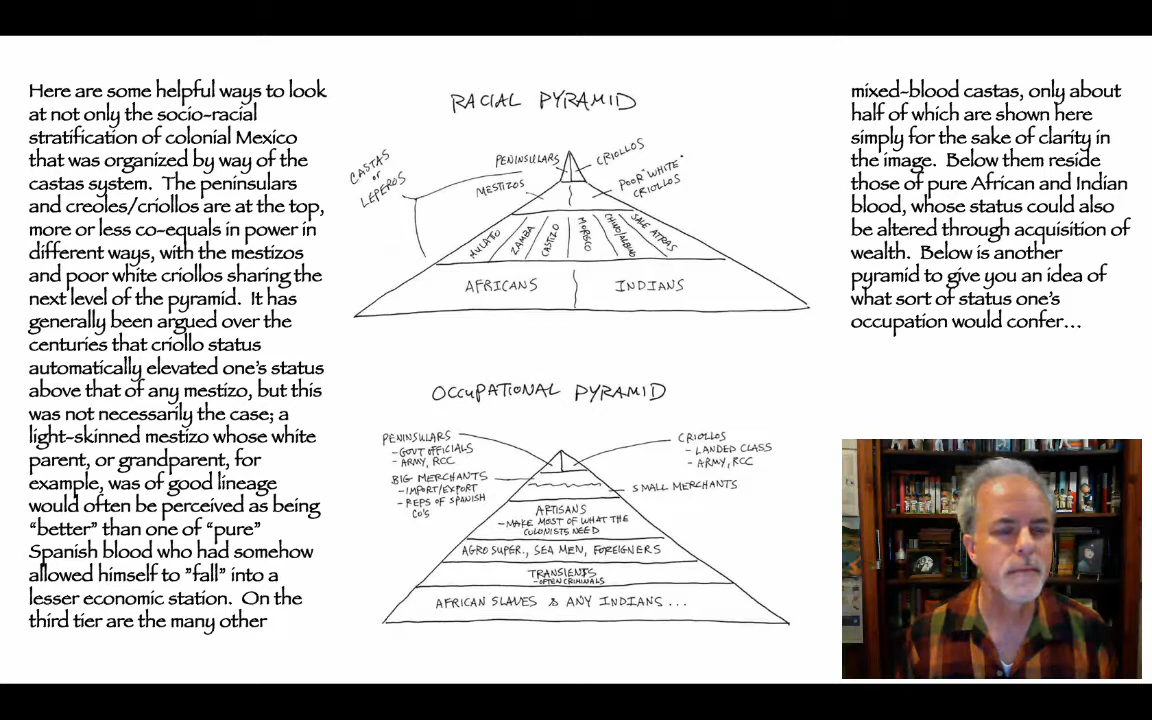 Here are some helpful ways to look
at not only the socio-racial
stratification of colonial Mexico
that was organized by way of the
castas system.  The peninsulars
and creoles/criollos are at the top,
more or less co-equals in power in
different ways, with the mestizos
and poor white criollos sharing the
next level of the pyramid.  It has
generally been argued over the
centuries that criollo status
automatically elevated one's status
above that of any mestizo, but this
was not necessarily the case; a
light-skinned mestizo whose white
parent, or grandparent, for
example, was of good lineage
would often be perceived as being
“better” than one of “pure”
Spanish blood who had somehow
allowed himself to ”fall” into a
lesser economic station.  On the
third tier are the many other
RACIAL PYRAMID
CASTAS
or
LEPEROS
PENINSULARS
CRIOLLOS
MESTIZOS
POOR "WHITE"
CRIOLLOS
MULATO
ZAMBA
CASTIZO
MORISCO
CHINO/ALBINO
SALE ATRAS
AFRICANS
INDIANS
OCCUPATIONAL PYRAMID
PENINSULARS
- GOVT OFFICIALS
- ARMY, RCC
BIG MERCHANTS
- IMPORT/EXPORT
- REPS OF SPANISH
CO'S
CRIOLLOS
- LANDED CLASS
- ARMY, RCC
SMALL MERCHANTS
ARTISANS
- MAKE MOST OF WHAT THE
COLONISTS NEED
AGRO SUPER., SEA MEN, FOREIGNERS
TRANSIENTS
- OFTEN CRIMINALS
AFRICAN SLAVES & ANY INDIANS ...
mixed-blood castas, only about
half of which are shown here
simply for the sake of clarity in
the image.  Below them reside
those of pure African and Indian
blood, whose status could also
be altered through acquisition of
wealth.  Below is another
pyramid to give you an idea of
what sort of status one's
occupation would confer…